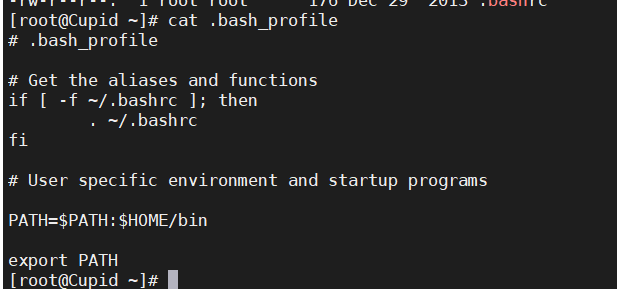 -rw-r--r--. 1 root root 176 Dec 29 2013 .bashrc
[root@Cupid ~]# cat .bash_profile
# .bash_profile
# Get the aliases and functions
if [ -f ~/.bashrc ]; then
. ~/.bashrc
fi
# User specific environment and startup programs
PATH=$PATH:$HOME/bin
export PATH
[root@Cupid ~]#